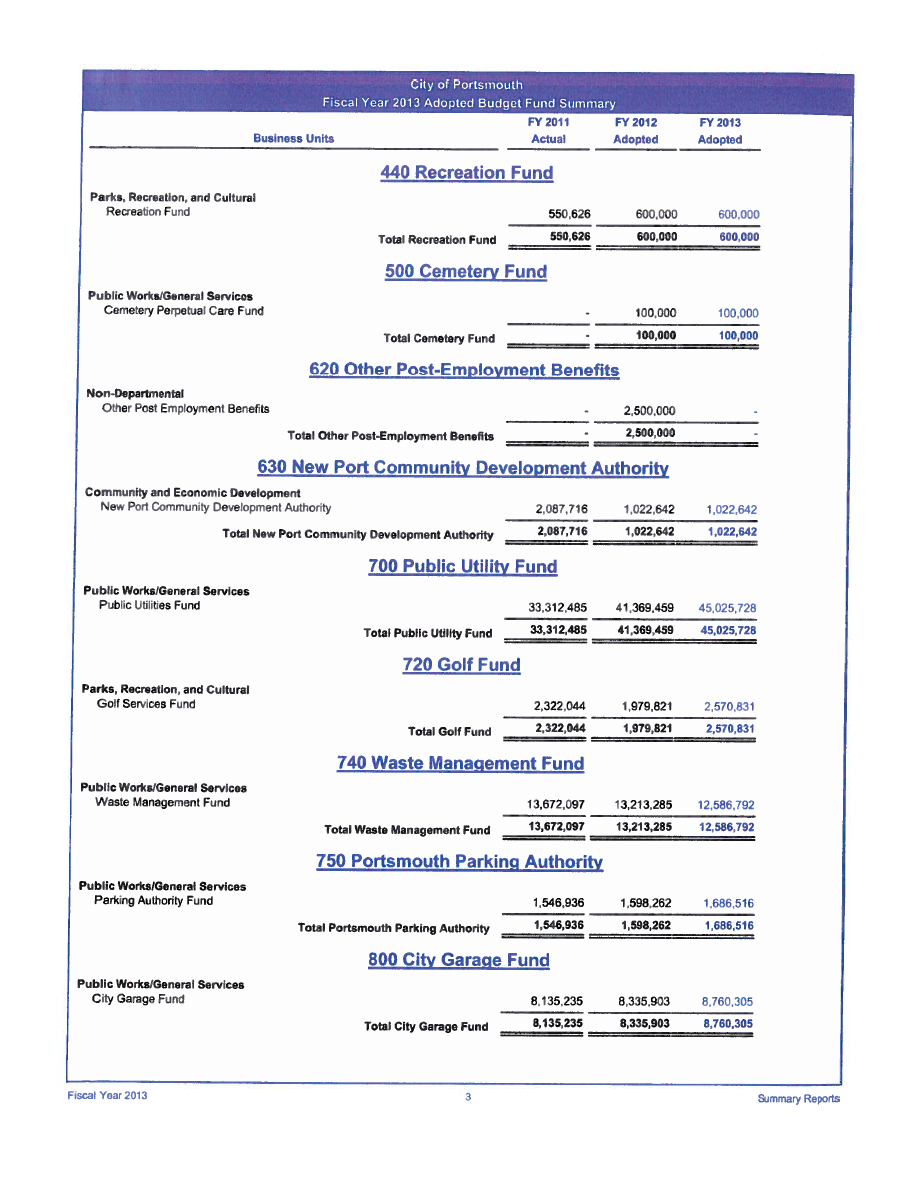 City of Portsmouth
Fiscal Year 2013 Adopted Budget Fund Summary
FY 2011 FY 2012 FY 2013
Business Units Actual Adopted Adopted
440 Recreation Fund
Parks, Recreation, and Cultural
Recreation Fund 550,626 600,000 600,000
Total Recreation Fund 550,626 600,000 600,000
500 Cemetery Fund
Public Works/General Services
Cemetery Perpetual Care Fund - 100,000 100,000
Total Cemetery Fund - 100,000 100,000
620 Other Post-Employment Benefits
Non-Departmental
Other Post Employment Benefits - 2,500,000 -
Total Other Post-Employment Benefits - 2,500,000 -
630 New Port Community Development Authority
Community and Economic Development
New Port Community Development Authority 2,087,716 1,022,642 1,022,642
Total New Port Community Development Authority 2,087,716 1,022,642 1,022,642
700 Public Utility Fund
Public Works/General Services
Public Utilities Fund 33,312,485 41,369,459 45,025,728
Total Public Utility Fund 33,312,485 41,369,459 45,025,728
720 Golf Fund
Parks, Recreation, and Cultural
Golf Services Fund 2,322,044 1,979,821 2,570,831
Total Golf Fund 2,322,044 1,979,821 2,570,831
740 Waste Management Fund
Public Works/General Services
Waste Management Fund 13,672,097 13,213,285 12,586,792
Total Waste Management Fund 13,672,097 13,213,285 12,586,792
750 Portsmouth Parking Authority
Public Works/General Services
Parking Authority Fund 1,546,936 1,598,262 1,686,516
Total Portsmouth Parking Authority 1,546,936 1,598,262 1,686,516
800 City Garage Fund
Public Works/General Services
City Garage Fund 8,135,235 8,335,903 8,760,305
Total City Garage Fund 8,135,235 8,335,903 8,760,305
Fiscal Year 2013 3 Summary Reports